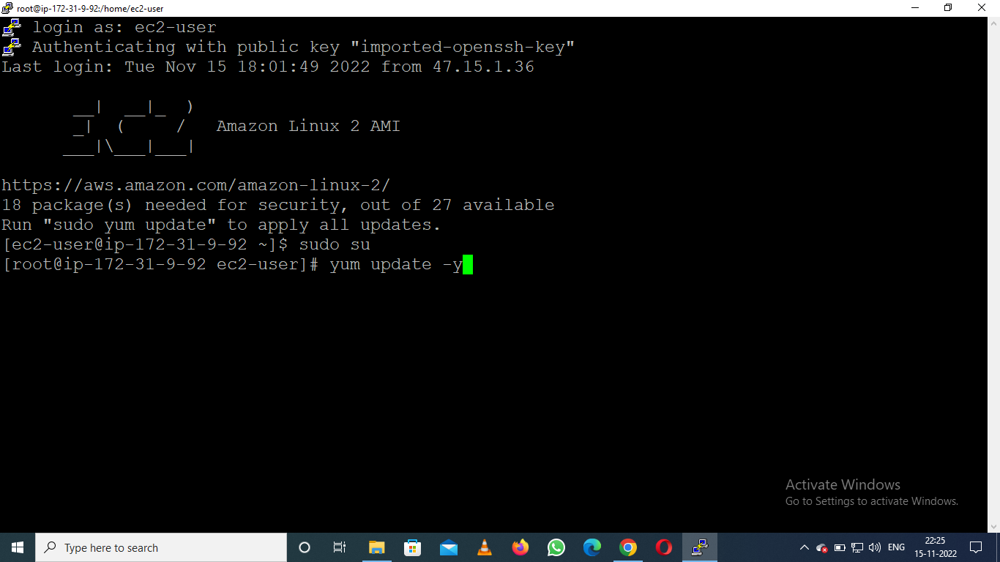 root@ip-172-31-9-92:/home/ec2-user
login as: ec2-user
Authenticating with public key "imported-openssh-key"
Last login: Tue Nov 15 18:01:49 2022 from 47.15.1.36
       __|  __|_  )
       _|  (     /   Amazon Linux 2 AMI
      ___|\___|___|
https://aws.amazon.com/amazon-linux-2/
18 package(s) needed for security, out of 27 available
Run "sudo yum update" to apply all updates.
[ec2-user@ip-172-31-9-92 ~]$ sudo su
[root@ip-172-31-9-92 ec2-user]# yum update -y
Activate Windows
Go to Settings to activate Windows.
Type here to search
ENG
22:25
15-11-2022